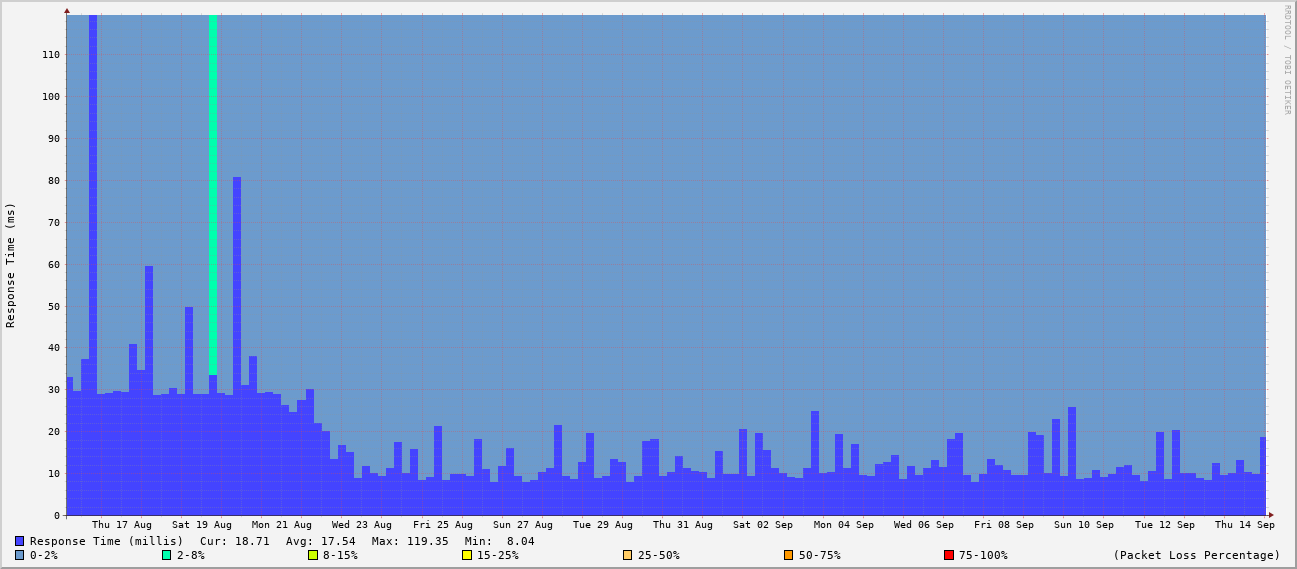 RRDTOOL / TOBI OETIKER
Response Time (ms)
110
100
90
80
70
60
50
40
30
20
10
0
Thu 17 Aug Sat 19 Aug Mon 21 Aug Wed 23 Aug Fri 25 Aug Sun 27 Aug Tue 29 Aug Thu 31 Aug Sat 02 Sep Mon 04 Sep Wed 06 Sep Fri 08 Sep Sun 10 Sep Tue 12 Sep Thu 14 Sep
Response Time (millis) Cur: 18.71 Avg: 17.54 Max: 119.35 Min: 8.04
0-2% 2-8% 8-15% 15-25% 25-50% 50-75% 75-100% (Packet Loss Percentage)